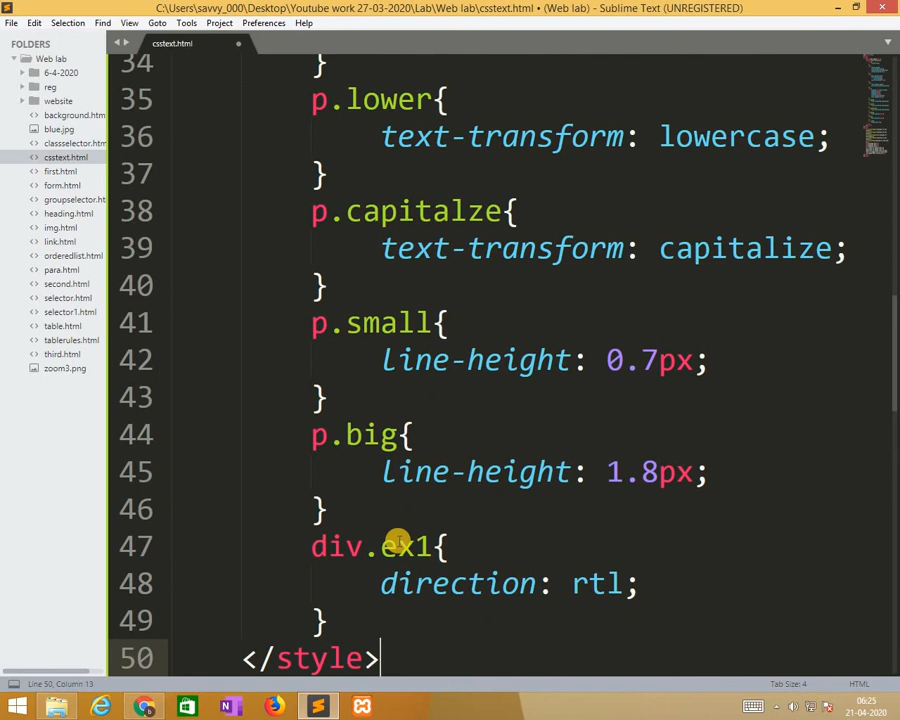 C:\Users\savvy_000\Desktop\Youtube work 27-03-2020\Lab\Web lab\csstext.html • (Web lab) - Sublime Text (UNREGISTERED)
File Edit Selection Find View Goto Tools Project Preferences Help
FOLDERS
Web lab
6-4-2020
reg
website
background.htm
blue.jpg
classselector.htm
csstext.html
first.html
form.html
groupselector.ht
heading.html
img.html
link.html
orderedlist.html
para.html
second.html
selector.html
selector1.html
table.html
tablerules.html
third.html
zoom3.png
csstext.html
34 }
35 p.lower{
36 text-transform: lowercase;
37 }
38 p.capitalze{
39 text-transform: capitalize;
40 }
41 p.small{
42 line-height: 0.7px;
43 }
44 p.big{
45 line-height: 1.8px;
46 }
47 div.ex1{
48 direction: rtl;
49 }
50 </style>
Line 50, Column 13
Tab Size: 4
HTML
06:25
21-04-2020